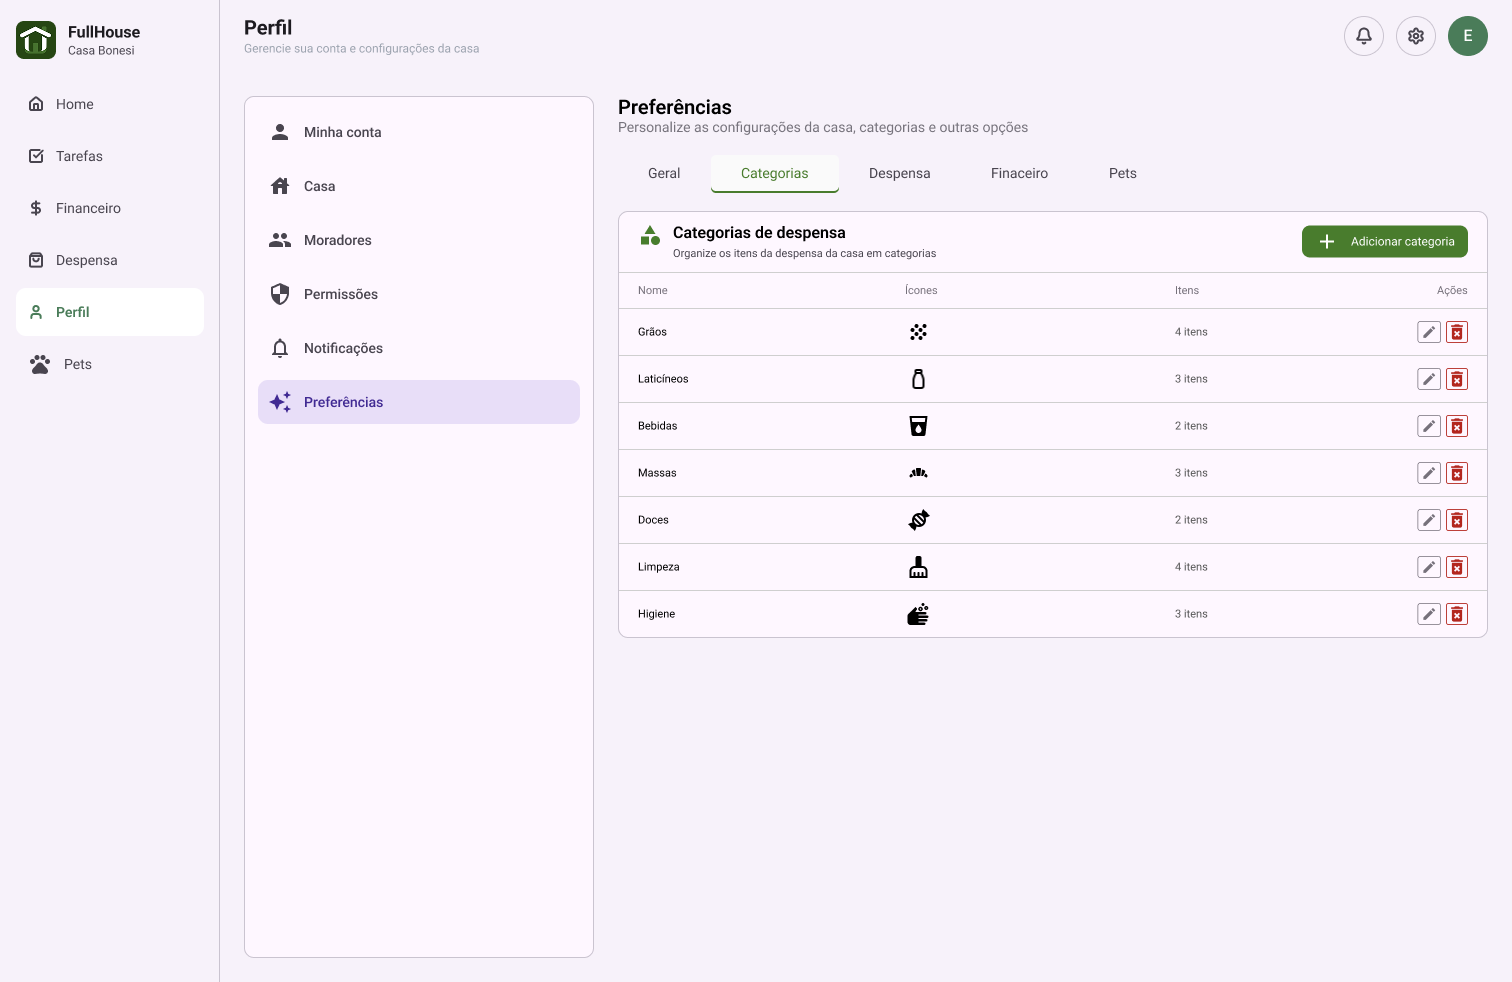 FullHouse
Casa Bonesi
Home
Tarefas
Financeiro
Despensa
Perfil
Pets
Perfil
Gerencie sua conta e configurações da casa
E
Minha conta
Casa
Moradores
Permissões
Notificações
Preferências
Preferências
Personalize as configurações da casa, categorias e outras opções
Geral Categorias Despensa Finaceiro Pets
Categorias de despensa
Organize os itens da despensa da casa em categorias
Adicionar categoria
Nome Ícones Itens Ações
Grãos 4 itens
Laticíneos 3 itens
Bebidas 2 itens
Massas 3 itens
Doces 2 itens
Limpeza 4 itens
Higiene 3 itens